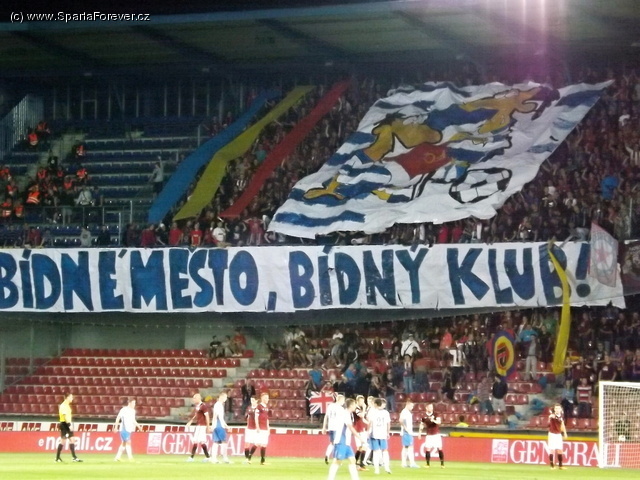 (c) www.SpartaForever.cz
BÍDNÉ MĚSTO, BÍDNÝ KLUB!
GENERALI
GENERALI